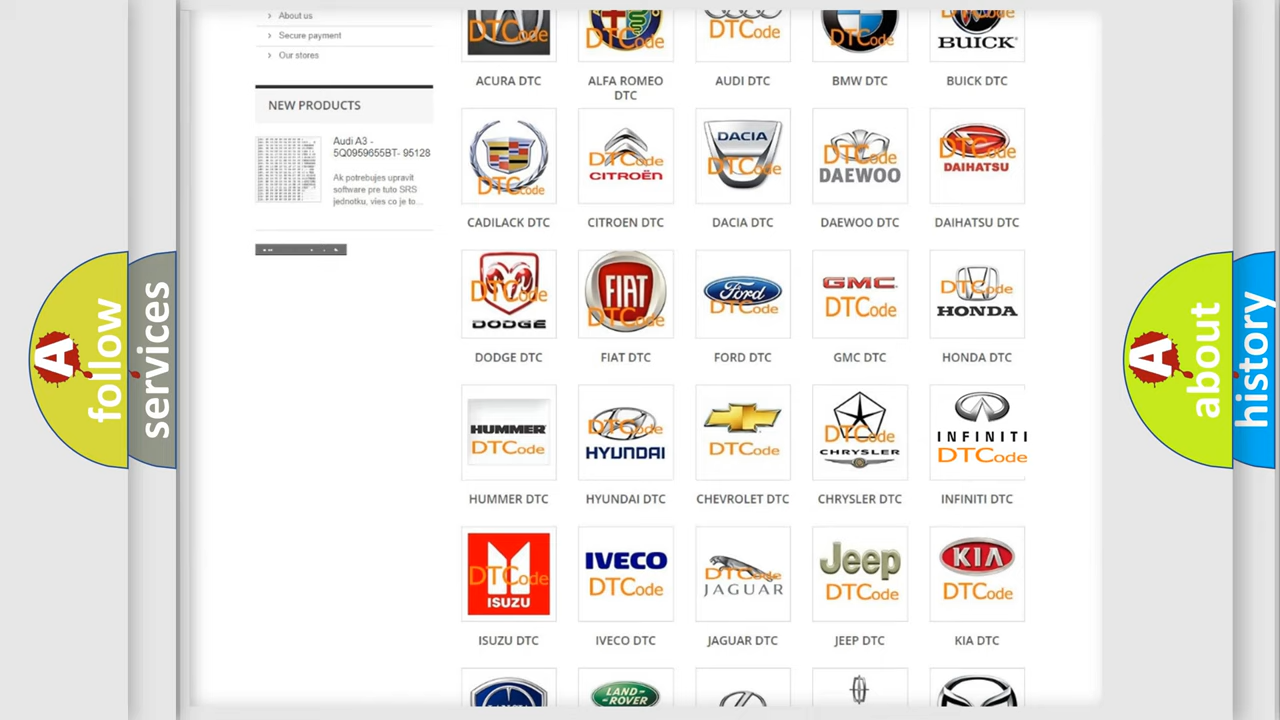 About us
Secure payment
Our stores
NEW PRODUCTS
Audi A3 -
5Q0959655BT- 95128
Ak potrebujes upravit
software pre tuto SRS
jednotku, vies co je to...
DTCode DTCode DTCode DTCode BUICK
ACURA DTC ALFA ROMEO DTC AUDI DTC BMW DTC BUICK DTC
DTCode
DTCode CITROËN
DACIA DTCode
DTCode DAEWOO
DTCode DAIHATSU
CADILACK DTC CITROEN DTC DACIA DTC DAEWOO DTC DAIHATSU DTC
DTCode DODGE
FIAT DTCode
Ford DTCode
GMC DTCode
DTCode HONDA
DODGE DTC FIAT DTC FORD DTC GMC DTC HONDA DTC
HUMMER DTCode
DTCode HYUNDAI
DTCode
DTCode CHRYSLER
INFINITI DTCode
HUMMER DTC HYUNDAI DTC CHEVROLET DTC CHRYSLER DTC INFINITI DTC
DTCode ISUZU
IVECO DTCode
DTCode JAGUAR
Jeep DTCode
KIA DTCode
ISUZU DTC IVECO DTC JAGUAR DTC JEEP DTC KIA DTC
LAND-
ROVER
A follow
services
A about
history